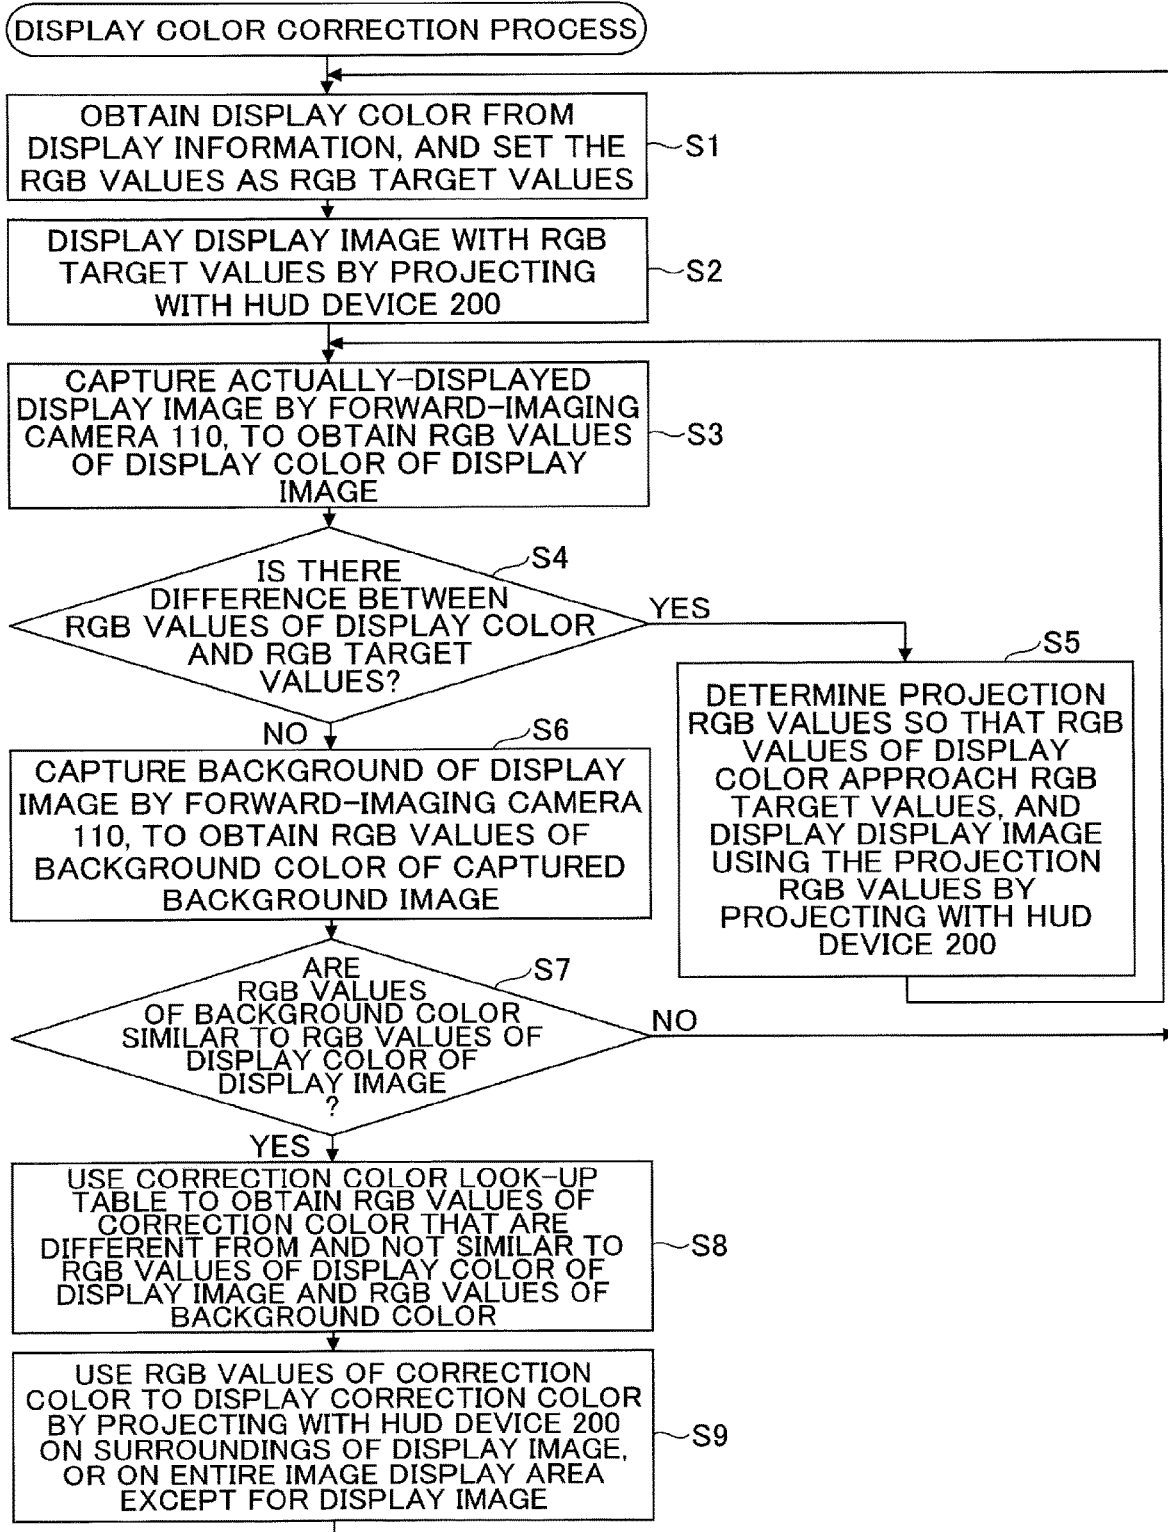 DISPLAY COLOR CORRECTION PROCESS
OBTAIN DISPLAY COLOR FROM
DISPLAY INFORMATION, AND SET THE
RGB VALUES AS RGB TARGET VALUES
S1
DISPLAY DISPLAY IMAGE WITH RGB
TARGET VALUES BY PROJECTING
WITH HUD DEVICE 200
S2
CAPTURE ACTUALLY-DISPLAYED
DISPLAY IMAGE BY FORWARD-IMAGING
CAMERA 110, TO OBTAIN RGB VALUES
OF DISPLAY COLOR OF DISPLAY
IMAGE
S3
S4
IS THERE
DIFFERENCE BETWEEN
RGB VALUES OF DISPLAY COLOR
AND RGB TARGET
VALUES?
YES
NO
S5
DETERMINE PROJECTION
RGB VALUES SO THAT RGB
VALUES OF DISPLAY
COLOR APPROACH RGB
TARGET VALUES, AND
DISPLAY DISPLAY IMAGE
USING THE PROJECTION
RGB VALUES BY
PROJECTING WITH HUD
DEVICE 200
S6
CAPTURE BACKGROUND OF DISPLAY
IMAGE BY FORWARD-IMAGING CAMERA
110, TO OBTAIN RGB VALUES OF
BACKGROUND COLOR OF CAPTURED
BACKGROUND IMAGE
S7
ARE
RGB VALUES
OF BACKGROUND COLOR
SIMILAR TO RGB VALUES OF
DISPLAY COLOR OF
DISPLAY IMAGE
?
NO
YES
USE CORRECTION COLOR LOOK-UP
TABLE TO OBTAIN RGB VALUES OF
CORRECTION COLOR THAT ARE
DIFFERENT FROM AND NOT SIMILAR TO
RGB VALUES OF DISPLAY COLOR OF
DISPLAY IMAGE AND RGB VALUES OF
BACKGROUND COLOR
S8
USE RGB VALUES OF CORRECTION
COLOR TO DISPLAY CORRECTION COLOR
BY PROJECTING WITH HUD DEVICE 200
ON SURROUNDINGS OF DISPLAY IMAGE,
OR ON ENTIRE IMAGE DISPLAY AREA
EXCEPT FOR DISPLAY IMAGE
S9